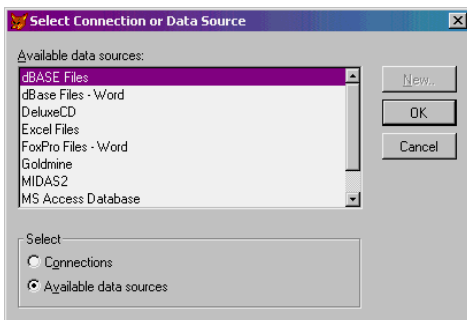 Select Connection or Data Source
Available data sources:
dBASE Files
dBase Files - Word
DeluxeCD
Excel Files
FoxPro Files - Word
Goldmine
MIDAS2
MS Access Database
New..
OK
Cancel
Select
Connections
Available data sources